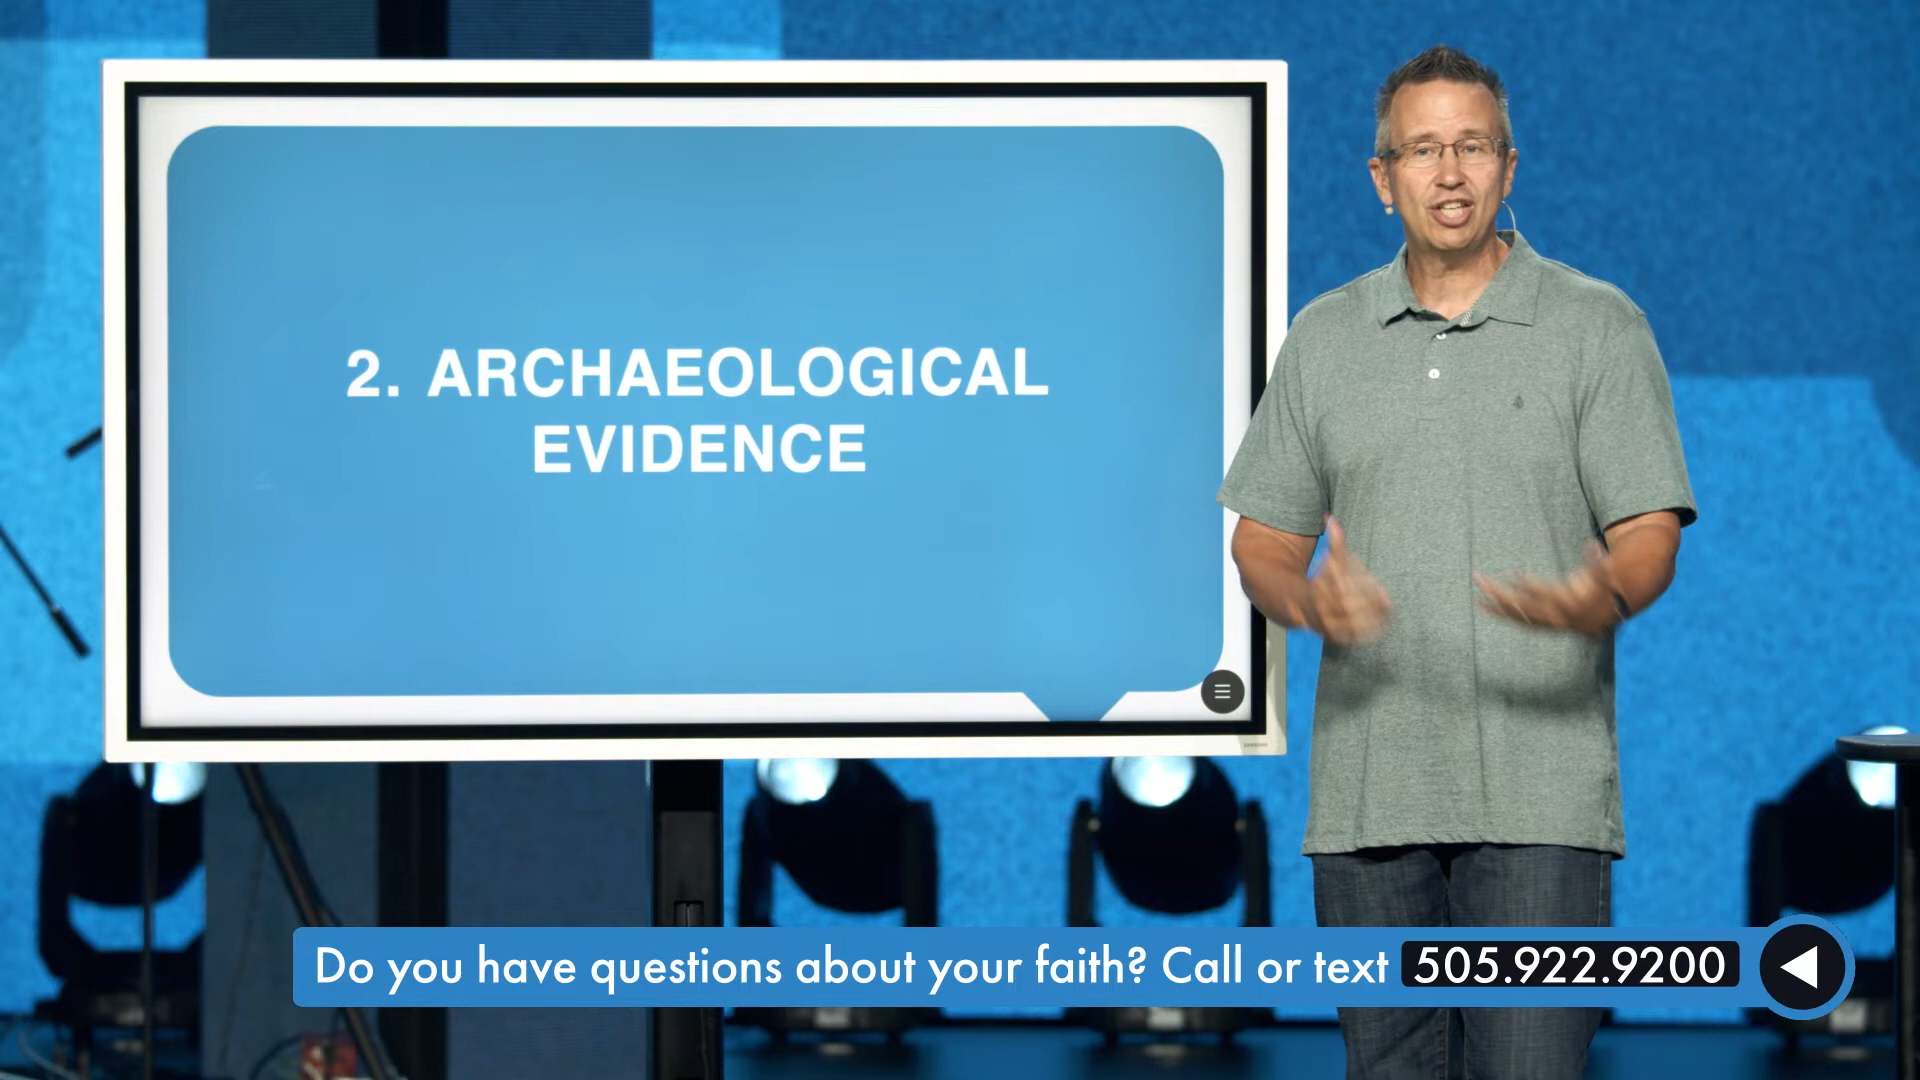 2. ARCHAEOLOGICAL
EVIDENCE
Do you have questions about your faith? Call or text 505.922.9200